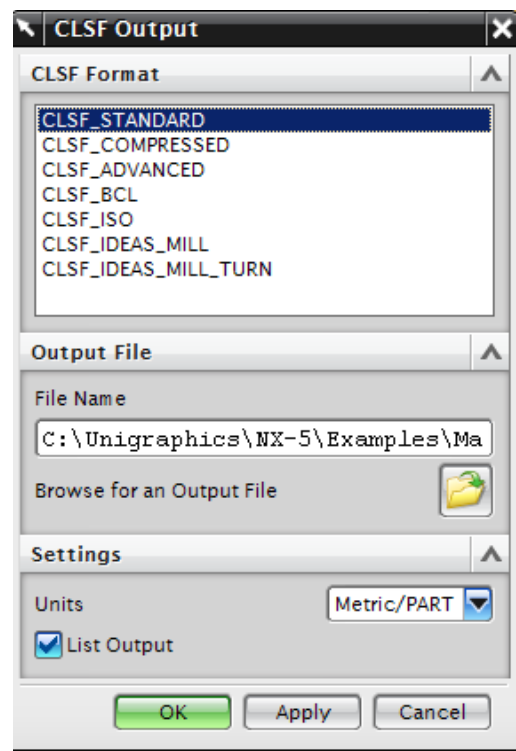 CLSF Output
CLSF Format
CLSF_STANDARD
CLSF_COMPRESSED
CLSF_ADVANCED
CLSF_BCL
CLSF_ISO
CLSF_IDEAS_MILL
CLSF_IDEAS_MILL_TURN
Output File
File Name
C:\Unigraphics\NX-5\Examples\Ma
Browse for an Output File
Settings
Units Metric/PART
List Output
OK Apply Cancel